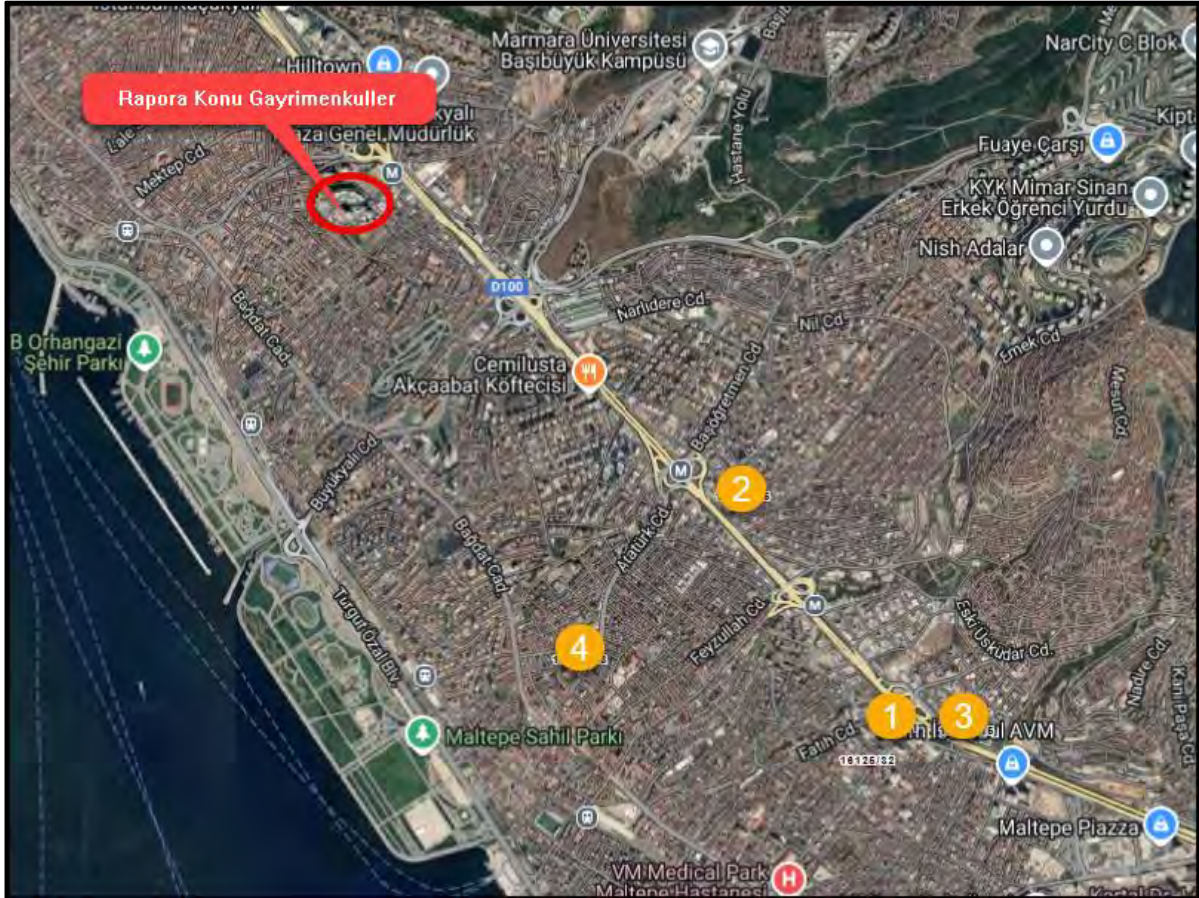 Marmara Üniversitesi
Başıbüyük Kampüsü
NarCity C Blok
Hilltown
Rapora Konu Gayrimenkuller
Genel Müdürlük
Lale
Mektep Cd.
Hastane Yolu
Fuaye Çarşı
KYK Mimar Sinan
Erkek Öğrenci Yurdu
Nish Adalar
M
D100
Narlıdere Cd.
Nil Cd.
Emek Cd.
Mesut Cd.
Bağdat Cad.
B Orhangazi
Şehir Parkı
Cemilusta
Akçaabat Köftecisi
Başöğretmen Cd.
Büyükyalı Cd.
M
2
Atatürk Cd.
Bağdat Cad.
Turgut Özal Blv.
Feyzullah Cd.
M
Eski Üsküdar Cd.
Nadire Cd.
Kani Paşa Cd.
4
1
3
Fatih Cd.
AVM
16125/32
Maltepe Sahil Parkı
Maltepe Piazza
VM Medical Park
Maltepe Hastanesi
H